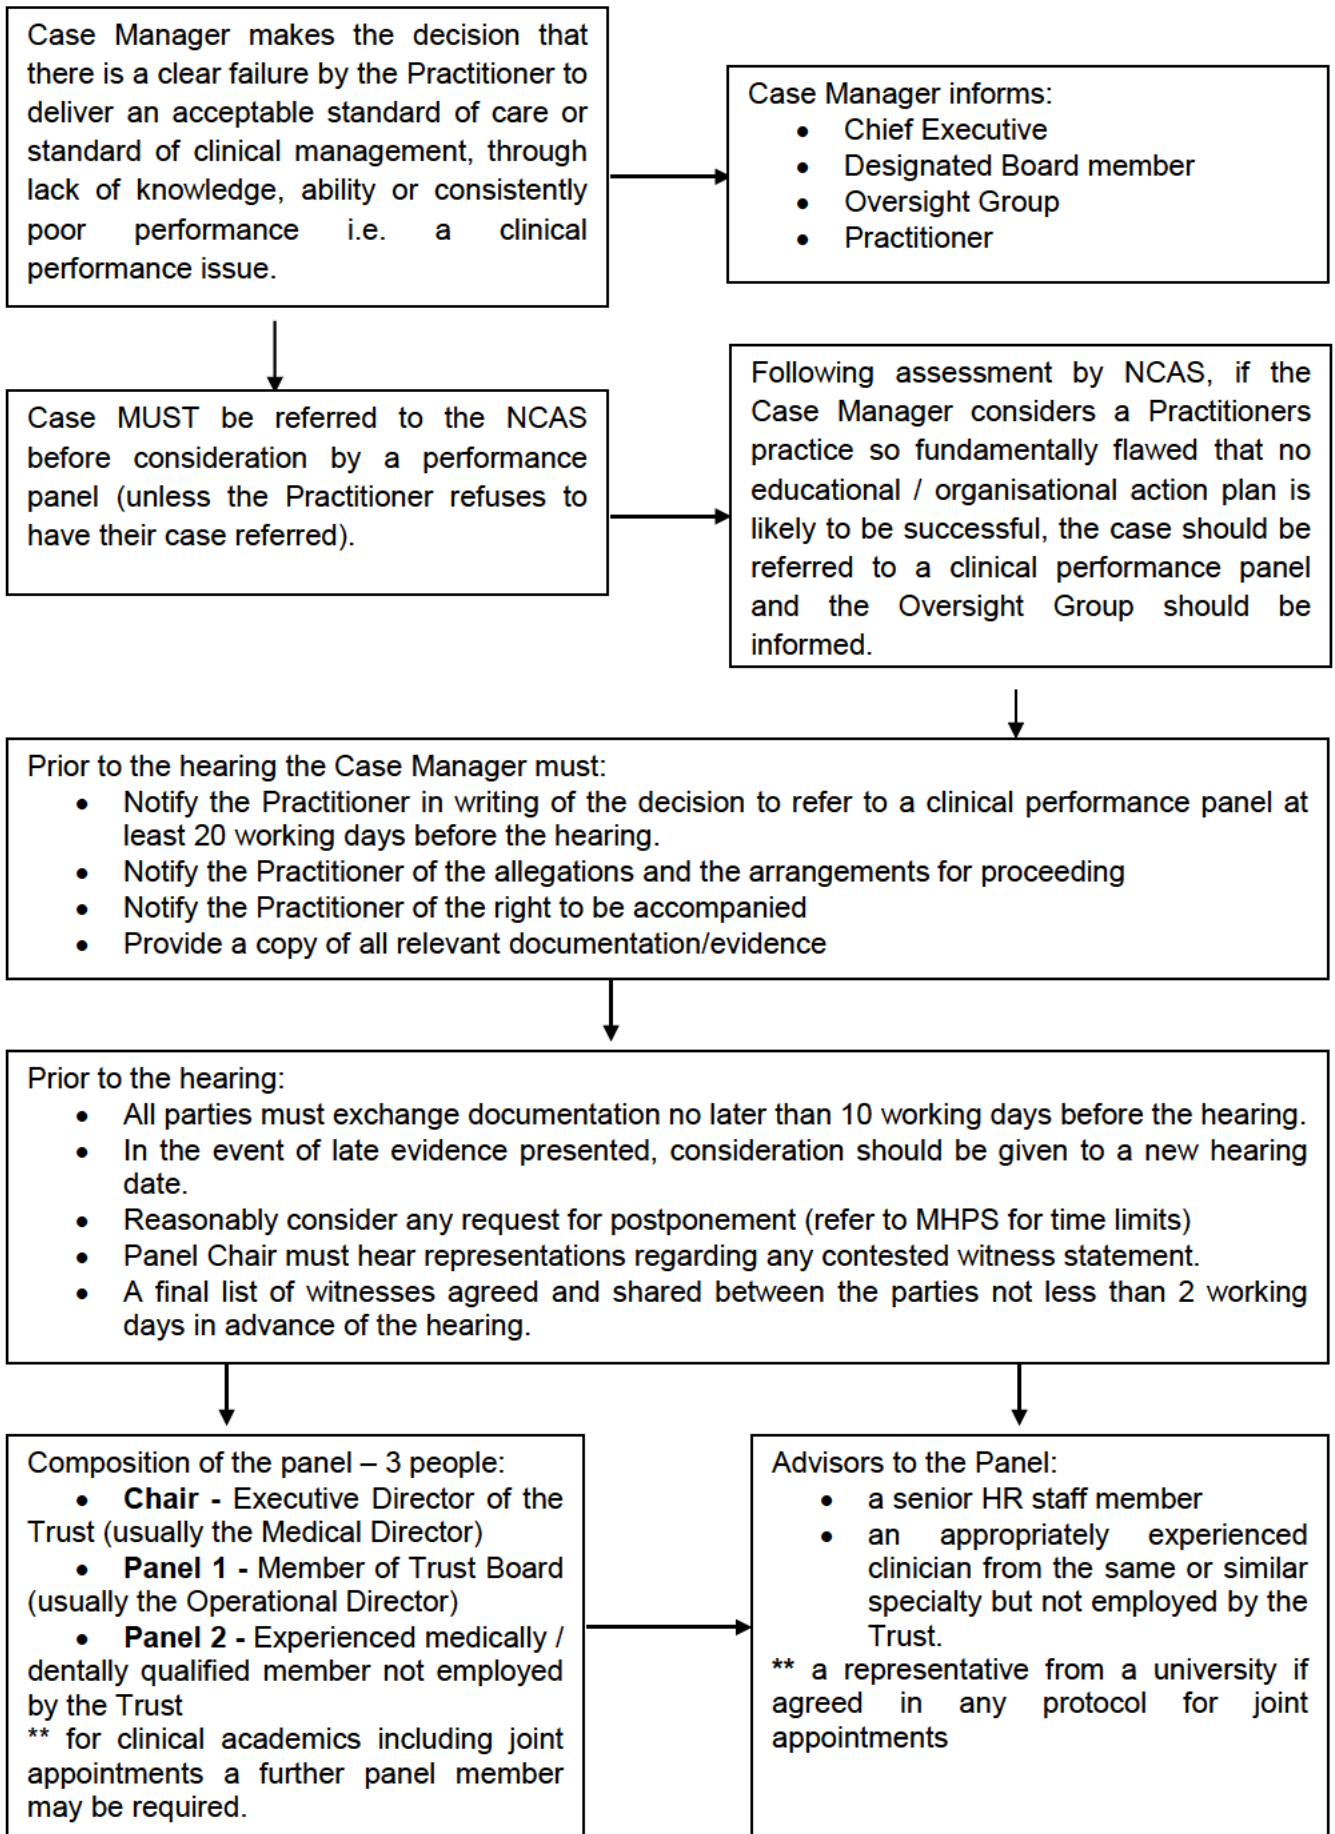 Case Manager makes the decision that
there is a clear failure by the Practitioner to
deliver an acceptable standard of care or
standard of clinical management, through
lack of knowledge, ability or consistently
poor performance i.e. a clinical
performance issue.
Case Manager informs:
• Chief Executive
• Designated Board member
• Oversight Group
• Practitioner
Case MUST be referred to the NCAS
before consideration by a performance
panel (unless the Practitioner refuses to
have their case referred).
Following assessment by NCAS, if the
Case Manager considers a Practitioners
practice so fundamentally flawed that no
educational / organisational action plan is
likely to be successful, the case should be
referred to a clinical performance panel
and the Oversight Group should be
informed.
Prior to the hearing the Case Manager must:
• Notify the Practitioner in writing of the decision to refer to a clinical performance panel at
least 20 working days before the hearing.
• Notify the Practitioner of the allegations and the arrangements for proceeding
• Notify the Practitioner of the right to be accompanied
• Provide a copy of all relevant documentation/evidence
Prior to the hearing:
• All parties must exchange documentation no later than 10 working days before the hearing.
• In the event of late evidence presented, consideration should be given to a new hearing
date.
• Reasonably consider any request for postponement (refer to MHPS for time limits)
• Panel Chair must hear representations regarding any contested witness statement.
• A final list of witnesses agreed and shared between the parties not less than 2 working
days in advance of the hearing.
Composition of the panel – 3 people:
• Chair - Executive Director of the
Trust (usually the Medical Director)
• Panel 1 - Member of Trust Board
(usually the Operational Director)
• Panel 2 - Experienced medically /
dentally qualified member not employed
by the Trust
** for clinical academics including joint
appointments a further panel member
may be required.
Advisors to the Panel:
• a senior HR staff member
• an appropriately experienced
clinician from the same or similar
specialty but not employed by the
Trust.
** a representative from a university if
agreed in any protocol for joint
appointments